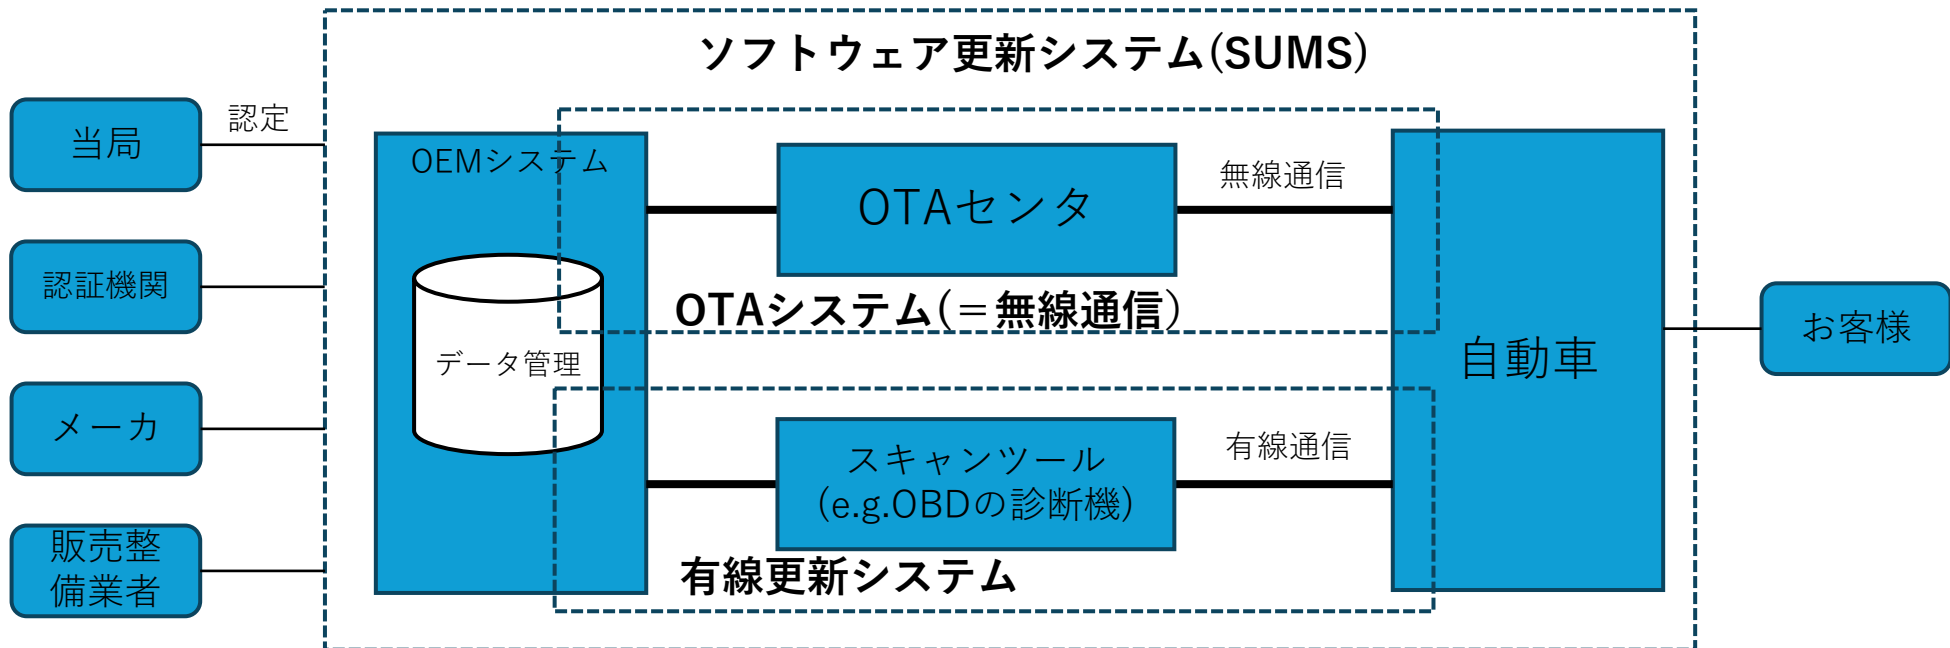 ソフトウェア更新システム(SUMS)
当局
認定
認証機関
メーカ
販売整
備業者
OEMシステム
データ管理
OTAセンタ
無線通信
OTAシステム(＝無線通信)
スキャンツール
(e.g.OBDの診断機)
有線通信
有線更新システム
自動車
お客様